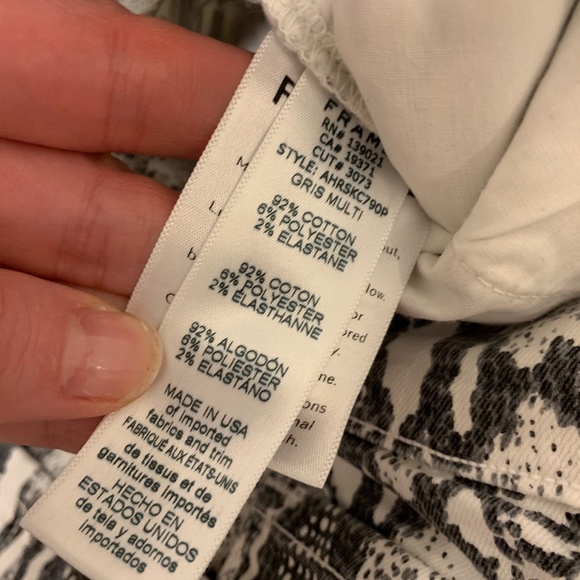 FRAM
RN# 139021
CA# 19371
CUT# 3073
STYLE: AHRSKC790P
GRIS MULTI
92% COTTON
6% POLYESTER
2% ELASTANE
92% COTON
6% POLYESTER
2% ELASTHANNE
92% ALGODÓN
6% POLIESTER
2% ELASTANO
MADE IN USA
of imported
fabrics and trim
FABRIQUÉ AUX ÉTATS-UNIS
de tissus et de
garnitures importés
HECHO EN
ESTADOS UNIDOS
de tela y adornos
importados